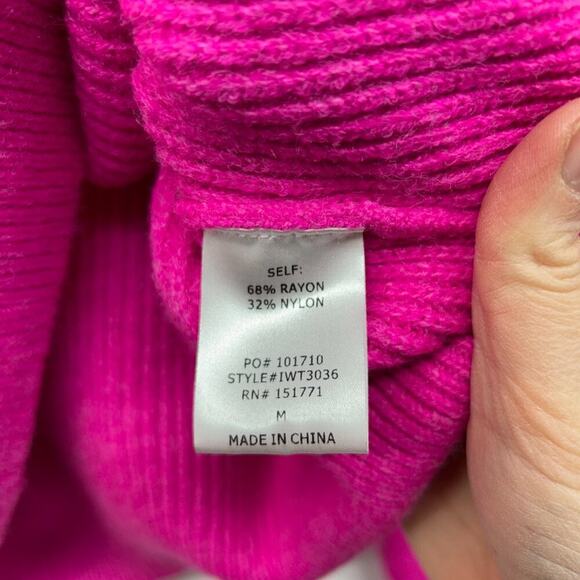 SELF:
68% RAYON
32% NYLON
PO# 101710
STYLE#IWT3036
RN# 151771
M
MADE IN CHINA